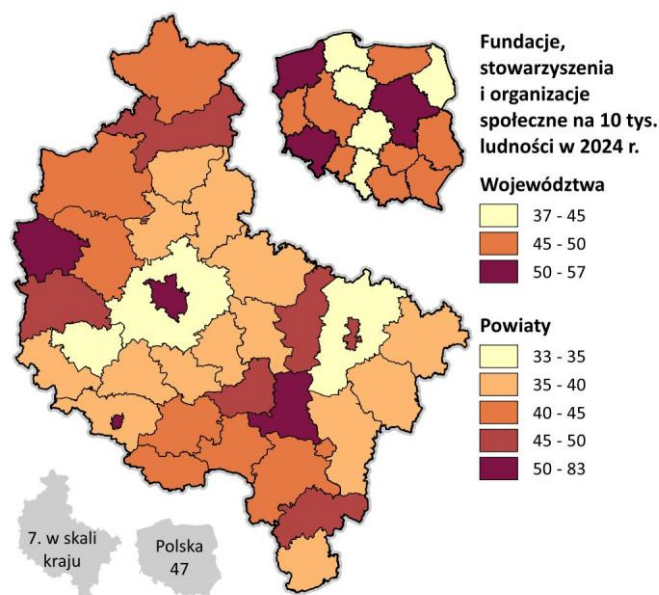 Fundacje,
stowarzyszenia
i organizacje
społeczne na 10 tys.
ludności w 2024 r.
Województwa
37 - 45
45 - 50
50 - 57
Powiaty
33 - 35
35 - 40
40 - 45
45 - 50
50 - 83
7. w skali
kraju
Polska
47